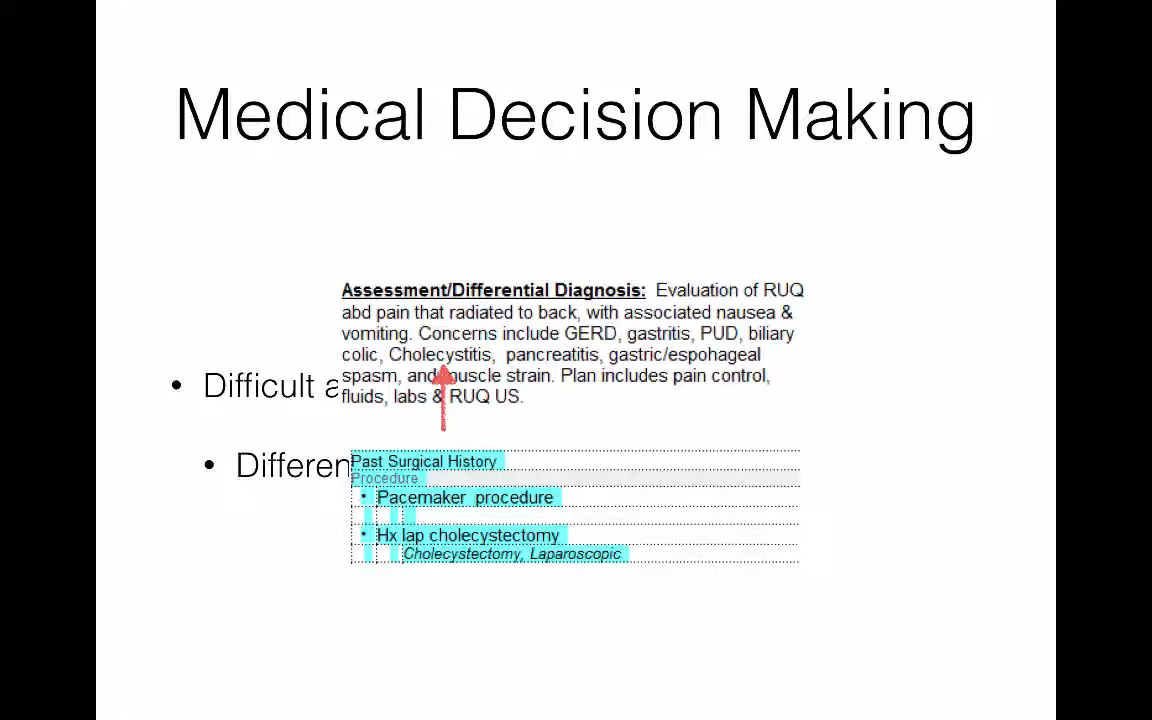 Medical Decision Making
Assessment/Differential Diagnosis: Evaluation of RUQ
abd pain that radiated to back, with associated nausea &
vomiting. Concerns include GERD, gastritis, PUD, biliary
colic, Cholecystitis, pancreatitis, gastric/espohageal
spasm, and muscle strain. Plan includes pain control,
fluids, labs & RUQ US.
• Difficult a
• Differen
Past Surgical History
Procedure
• Pacemaker procedure
• Hx lap cholecystectomy
Cholecystectomy, Laparoscopic